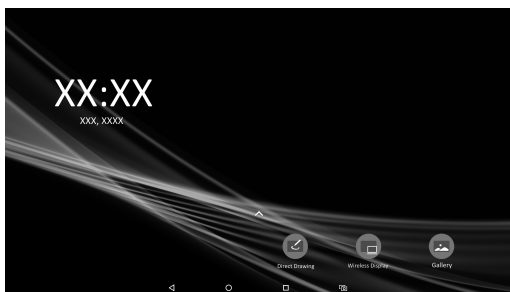 XX:XX
XXX, XXXX
Direct Drawing
Wireless Display
Gallery